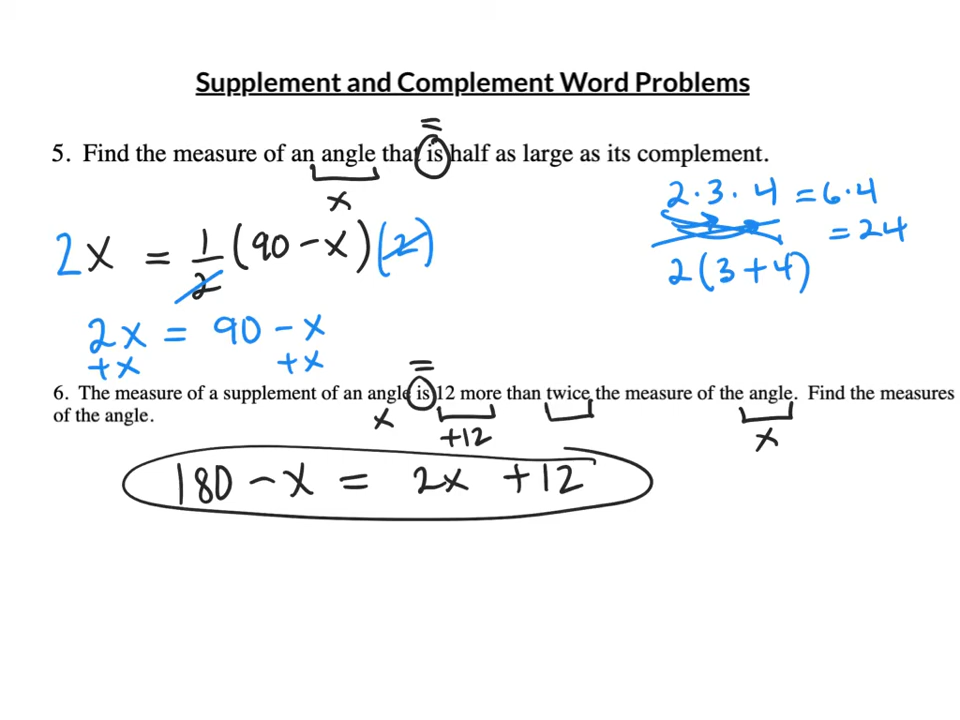 Supplement and Complement Word Problems
=
5. Find the measure of an angle that is half as large as its complement.
x
2 · 3 · 4 = 6 · 4
= 24
2(3+4)
2x = 1/2 (90 - x)(2)
2x = 90 - x
+x +x
=
6. The measure of a supplement of an angle is 12 more than twice the measure of the angle. Find the measures
of the angle.
x +12 x
180 - x = 2x + 12